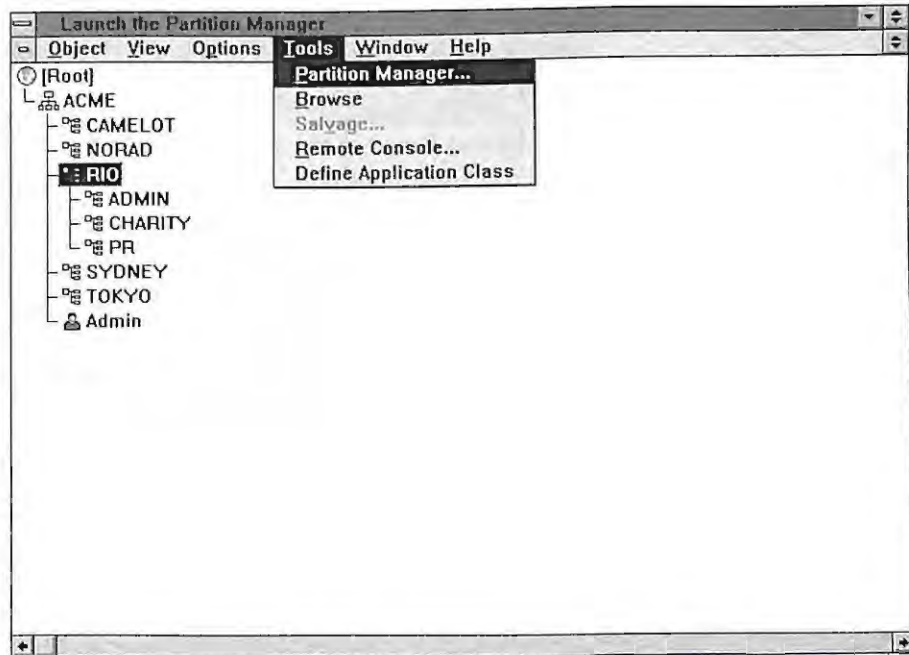 Launch the Partition Manager
Object View Options Tools Window Help
Partition Manager...
Browse
Salvage...
Remote Console...
Define Application Class
[Root]
ACME
CAMELOT
NORAD
RIO
ADMIN
CHARITY
PR
SYDNEY
TOKYO
Admin